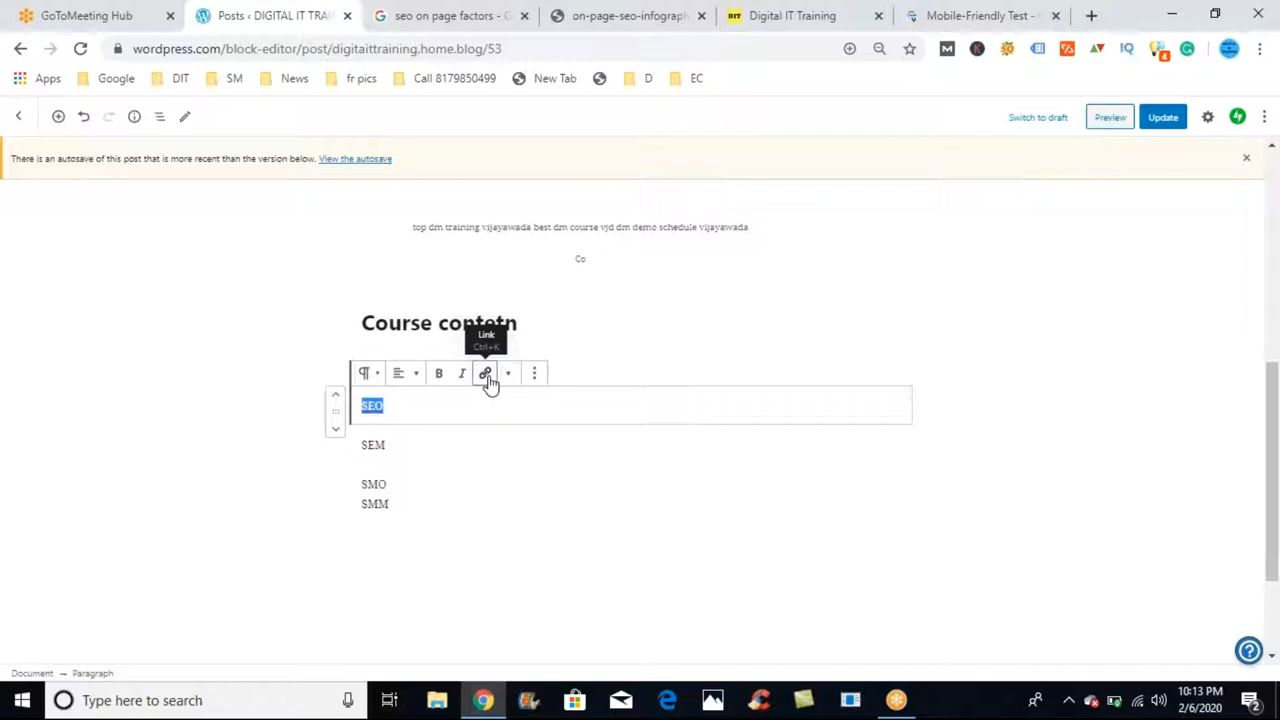 GoToMeeting Hub
Posts ‹ DIGITAL IT TRAI
seo on page factors - G
on-page-seo-infograph
DIT Digital IT Training
Mobile-Friendly Test -
wordpress.com/block-editor/post/digitaittraining.home.blog/53
Apps Google DIT SM News fr pics Call 8179850499 New Tab D EC
Switch to draft Preview Update
There is an autosave of this post that is more recent than the version below. View the autosave
top dm training vijayawada best dm course vjd dm demo schedule vijayawada
Co
Course contetn
Link
Ctrl+K
B I
SEO
SEM
SMO
SMM
Document → Paragraph
Type here to search
10:13 PM
2/6/2020